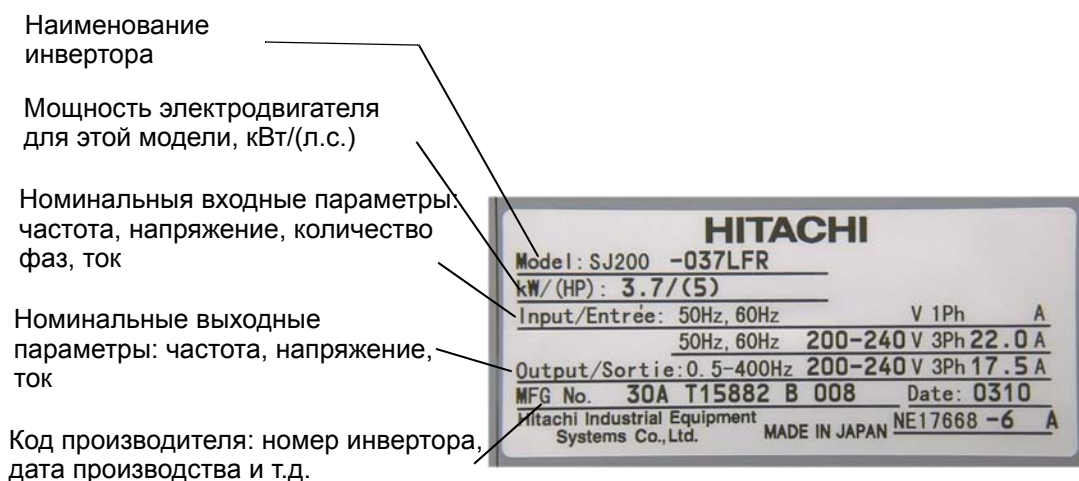 Наименование
инвертора
Мощность электродвигателя
для этой модели, кВт/(л.с.)
Номинальныя входные параметры:
частота, напряжение, количество
фаз, ток
Номинальные выходные
параметры: частота, напряжение,
ток
Код производителя: номер инвертора,
дата производства и т.д.
HITACHI
Model: SJ200 -037LFR
kW/(HP): 3.7/(5)
Input/Entrée: 50Hz, 60Hz V 1Ph A
50Hz, 60Hz 200-240 V 3Ph 22.0 A
Output/Sortie: 0.5-400Hz 200-240 V 3Ph 17.5 A
MFG No. 30A T15882 B 008 Date: 0310
Hitachi Industrial Equipment
Systems Co., Ltd. MADE IN JAPAN NE17668 -6 A